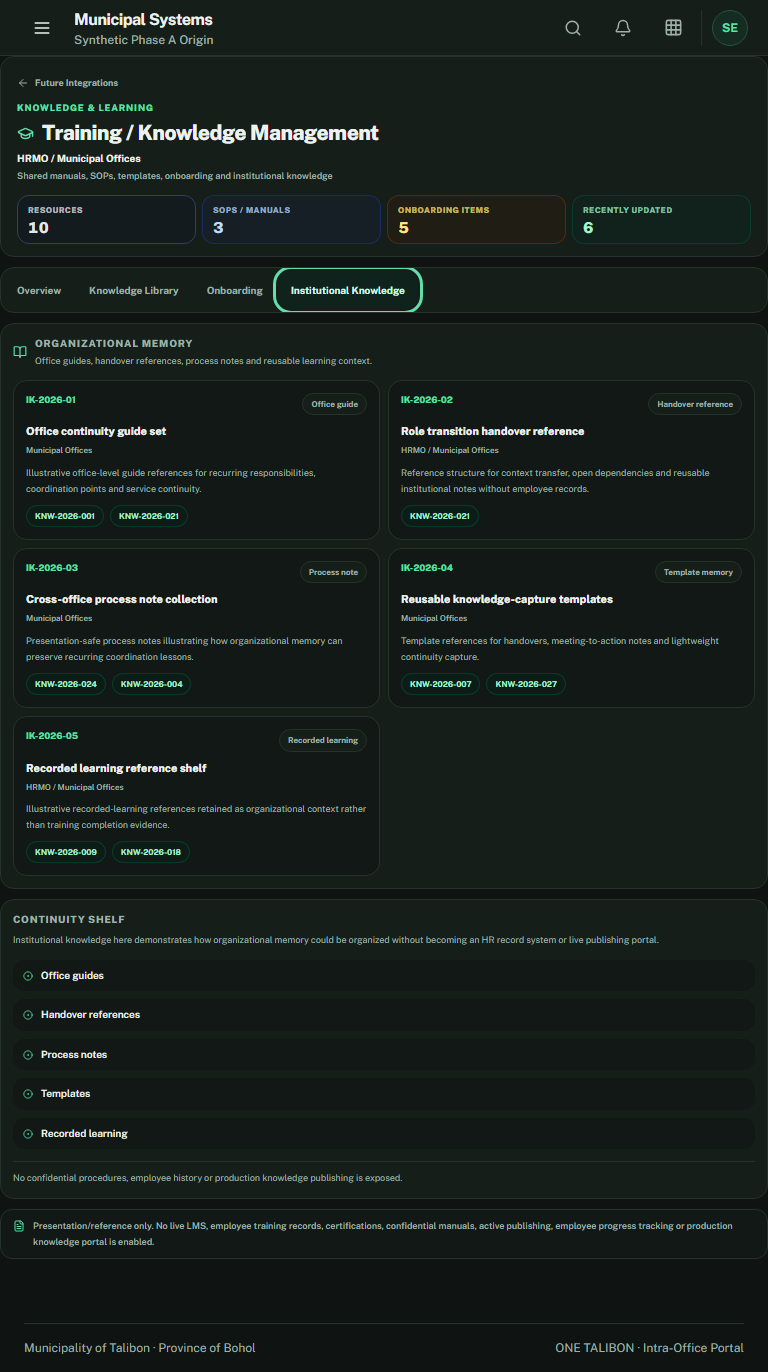 Municipal Systems
Synthetic Phase A Origin
SE
Future Integrations
KNOWLEDGE & LEARNING
Training / Knowledge Management
HRMO / Municipal Offices
Shared manuals, SOPs, templates, onboarding and institutional knowledge
RESOURCES
10
SOPS / MANUALS
3
ONBOARDING ITEMS
5
RECENTLY UPDATED
6
Overview
Knowledge Library
Onboarding
Institutional Knowledge
ORGANIZATIONAL MEMORY
Office guides, handover references, process notes and reusable learning context.
IK-2026-01
Office guide
Office continuity guide set
Municipal Offices
Illustrative office-level guide references for recurring responsibilities,
coordination points and service continuity.
KNW-2026-001
KNW-2026-021
IK-2026-02
Handover reference
Role transition handover reference
HRMO / Municipal Offices
Reference structure for context transfer, open dependencies and reusable
institutional notes without employee records.
KNW-2026-021
IK-2026-03
Process note
Cross-office process note collection
Municipal Offices
Presentation-safe process notes illustrating how organizational memory can
preserve recurring coordination lessons.
KNW-2026-024
KNW-2026-004
IK-2026-04
Template memory
Reusable knowledge-capture templates
Municipal Offices
Template references for handovers, meeting-to-action notes and lightweight
continuity capture.
KNW-2026-007
KNW-2026-027
IK-2026-05
Recorded learning
Recorded learning reference shelf
HRMO / Municipal Offices
Illustrative recorded-learning references retained as organizational context rather
than training completion evidence.
KNW-2026-009
KNW-2026-018
CONTINUITY SHELF
Institutional knowledge here demonstrates how organizational memory could be organized without becoming an HR record system or live publishing portal.
Office guides
Handover references
Process notes
Templates
Recorded learning
No confidential procedures, employee history or production knowledge publishing is exposed.
Presentation/reference only. No live LMS, employee training records, certifications, confidential manuals, active publishing, employee progress tracking or production
knowledge portal is enabled.
Municipality of Talibon · Province of Bohol
ONE TALIBON · Intra-Office Portal